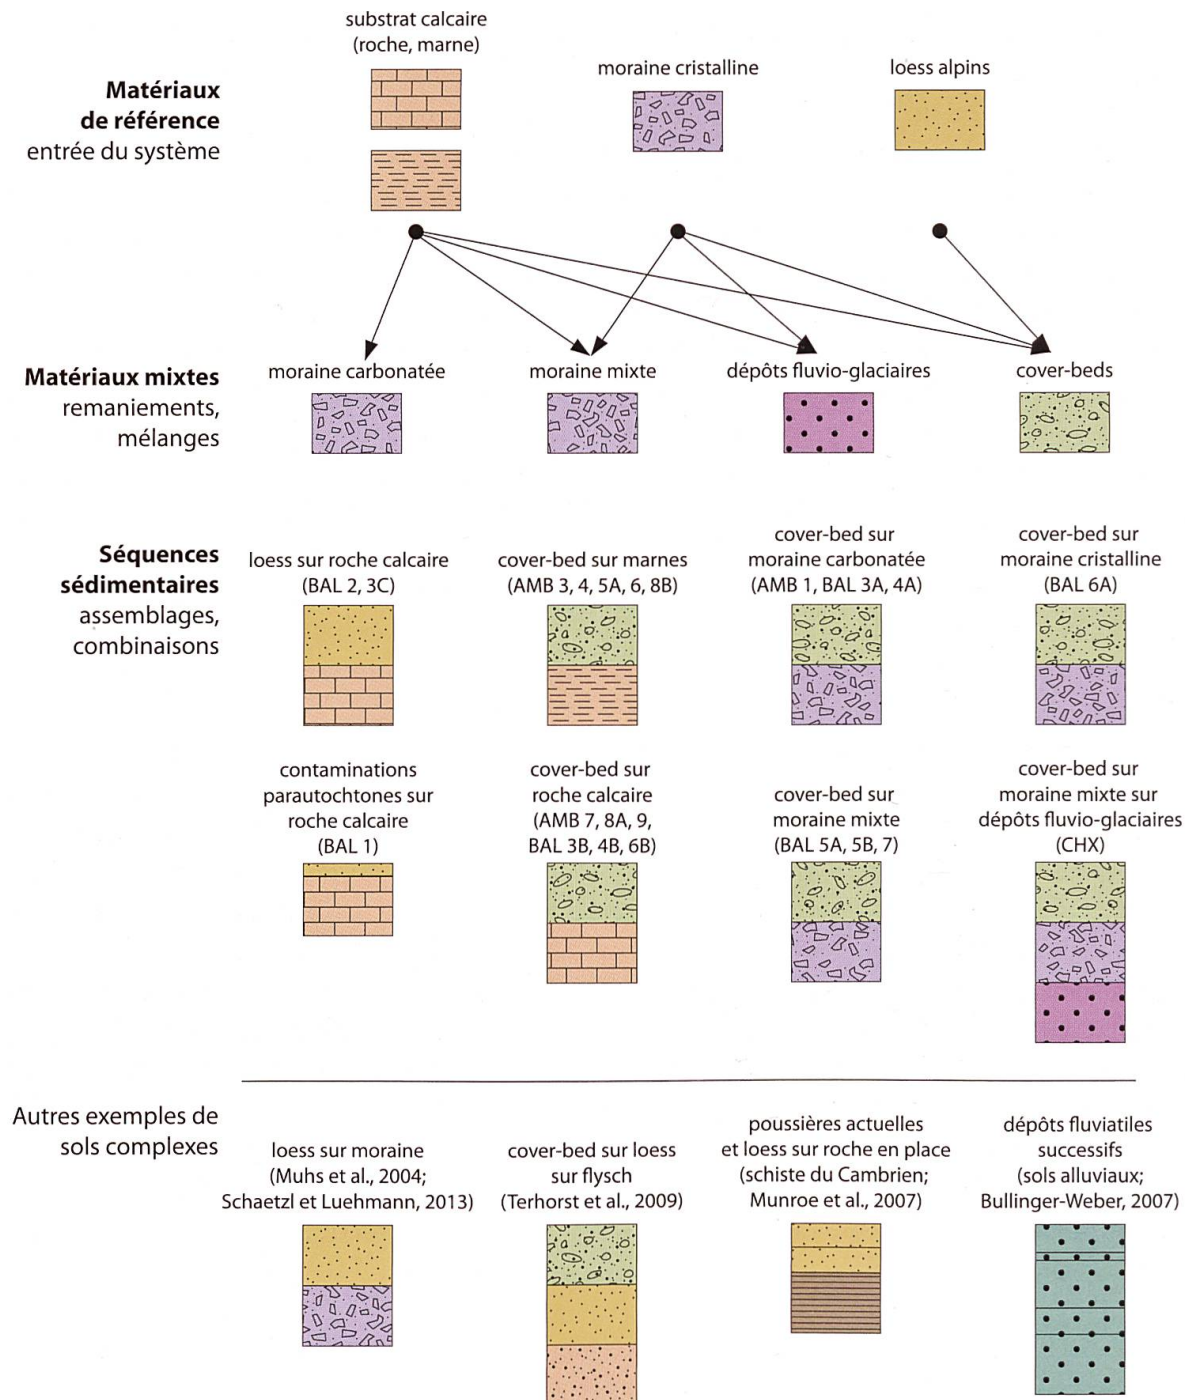 substrat calcaire
(roche, marne)
moraine cristalline
loess alpins
Matériaux
de référence
entrée du système
Matériaux mixtes
remaniements,
mélanges
moraine carbonatée
moraine mixte
dépôts fluvio-glaciaires
cover-beds
Séquences
sédimentaires
assemblages,
combinaisons
loess sur roche calcaire
(BAL 2, 3C)
cover-bed sur marnes
(AMB 3, 4, 5A, 6, 8B)
cover-bed sur
moraine carbonatée
(AMB 1, BAL 3A, 4A)
cover-bed sur
moraine cristalline
(BAL 6A)
contaminations
parautochtones sur
roche calcaire
(BAL 1)
cover-bed sur
roche calcaire
(AMB 7, 8A, 9,
BAL 3B, 4B, 6B)
cover-bed sur
moraine mixte
(BAL 5A, 5B, 7)
cover-bed sur
moraine mixte sur
dépôts fluvio-glaciaires
(CHX)
Autres exemples de
sols complexes
loess sur moraine
(Muhs et al., 2004;
Schaetzl et Luehmann, 2013)
cover-bed sur loess
sur flysch
(Terhorst et al., 2009)
poussières actuelles
et loess sur roche en place
(schiste du Cambrien;
Munroe et al., 2007)
dépôts fluviatiles
successifs
(sols alluviaux;
Bullinger-Weber, 2007)